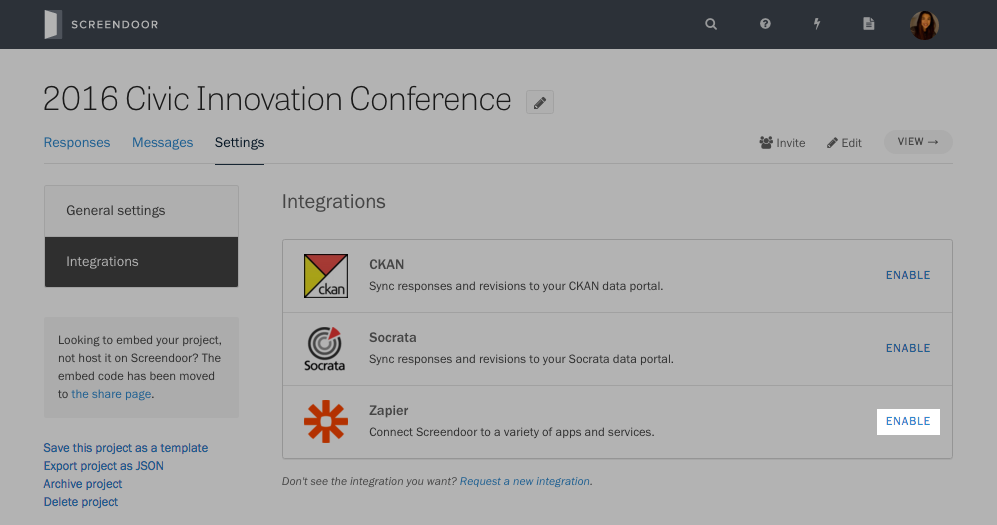 SCREENDOOR
2016 Civic Innovation Conference
Responses Messages Settings
Invite Edit VIEW →
General settings
Integrations
Looking to embed your project,
not host it on Screendoor? The
embed code has been moved
to the share page.
Save this project as a template
Export project as JSON
Archive project
Delete project
Integrations
ckan
CKAN
Sync responses and revisions to your CKAN data portal.
ENABLE
Socrata
Socrata
Sync responses and revisions to your Socrata data portal.
ENABLE
Zapier
Connect Screendoor to a variety of apps and services.
ENABLE
Don't see the integration you want? Request a new integration.